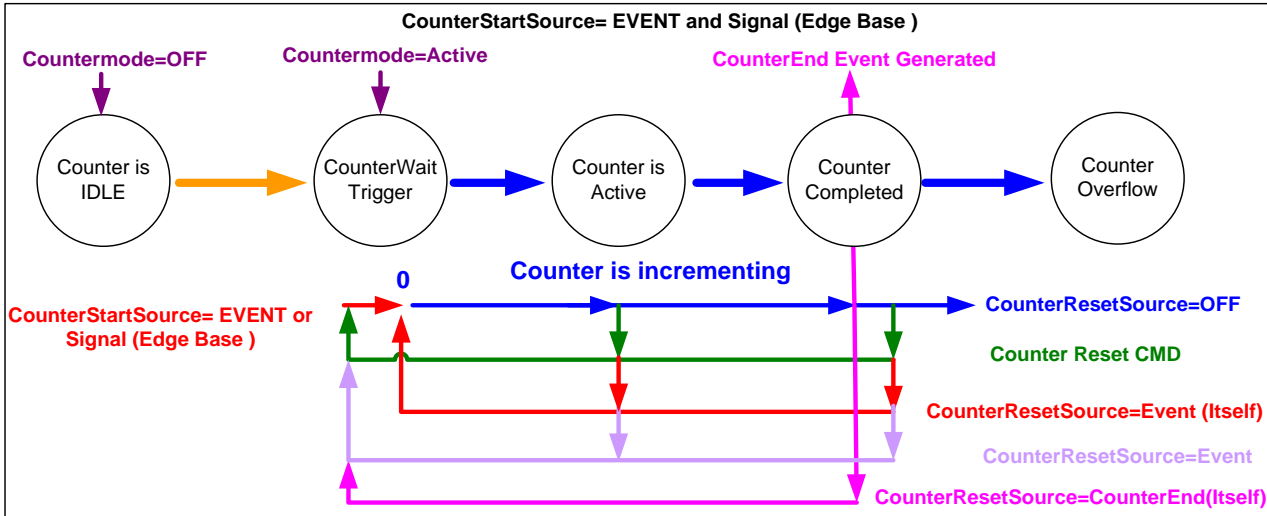 CounterStartSource= EVENT and Signal (Edge Base )
Countermode=OFF
Countermode=Active
CounterEnd Event Generated
Counter is
IDLE
CounterWait
Trigger
Counter is
Active
Counter
Completed
Counter
Overflow
0
Counter is incrementing
CounterStartSource= EVENT or
Signal (Edge Base )
CounterResetSource=OFF
Counter Reset CMD
CounterResetSource=Event (Itself)
CounterResetSource=Event
CounterResetSource=CounterEnd(Itself)